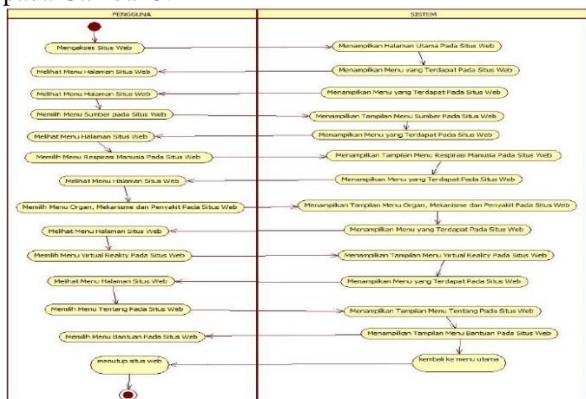 PENGGUNA
SISTEM
Mengakses Situs Web
Menampilkan Halaman Utama Pada Situs Web
Melihat Menu Halaman Situs Web
Menampilkan Menu yang Terdapat Pada Situs Web
Melihat Menu Halaman Situs Web
Menampilkan Menu yang Terdapat Pada Situs Web
Memilih Menu Sumber pada Situs Web
Menampilkan Tampilan Menu Sumber Pada Situs Web
Melihat Menu Halaman Situs Web
Menampilkan Menu yang Terdapat Pada Situs Web
Memilih Menu Respirasi Manusia Pada Situs Web
Menampilkan Tampilan Menu Respirasi Manusia Pada Situs Web
Melihat Menu Halaman Situs Web
Menampilkan Menu yang Terdapat Pada Situs Web
Memilih Menu Organ, Mekanisme dan Penyakit Pada Situs Web
Menampilkan Tampilan Menu Organ, Mekanisme dan Penyakit Pada Situs Web
Melihat Menu Halaman Situs Web
Menampilkan Menu yang Terdapat Pada Situs Web
Memilih Menu Virtual Reality Pada Situs Web
Menampilkan Tampilan Menu Virtual Reality Pada Situs Web
Melihat Menu Halaman Situs Web
Menampilkan Menu yang Terdapat Pada Situs Web
Memilih Menu Tentang Pada Situs Web
Menampilkan Tampilan Menu Tentang Pada Situs Web
Memilih Menu Bantuan Pada Situs Web
Menampilkan Tampilan Menu Bantuan Pada Situs Web
menutup situs web
kembali ke menu utama